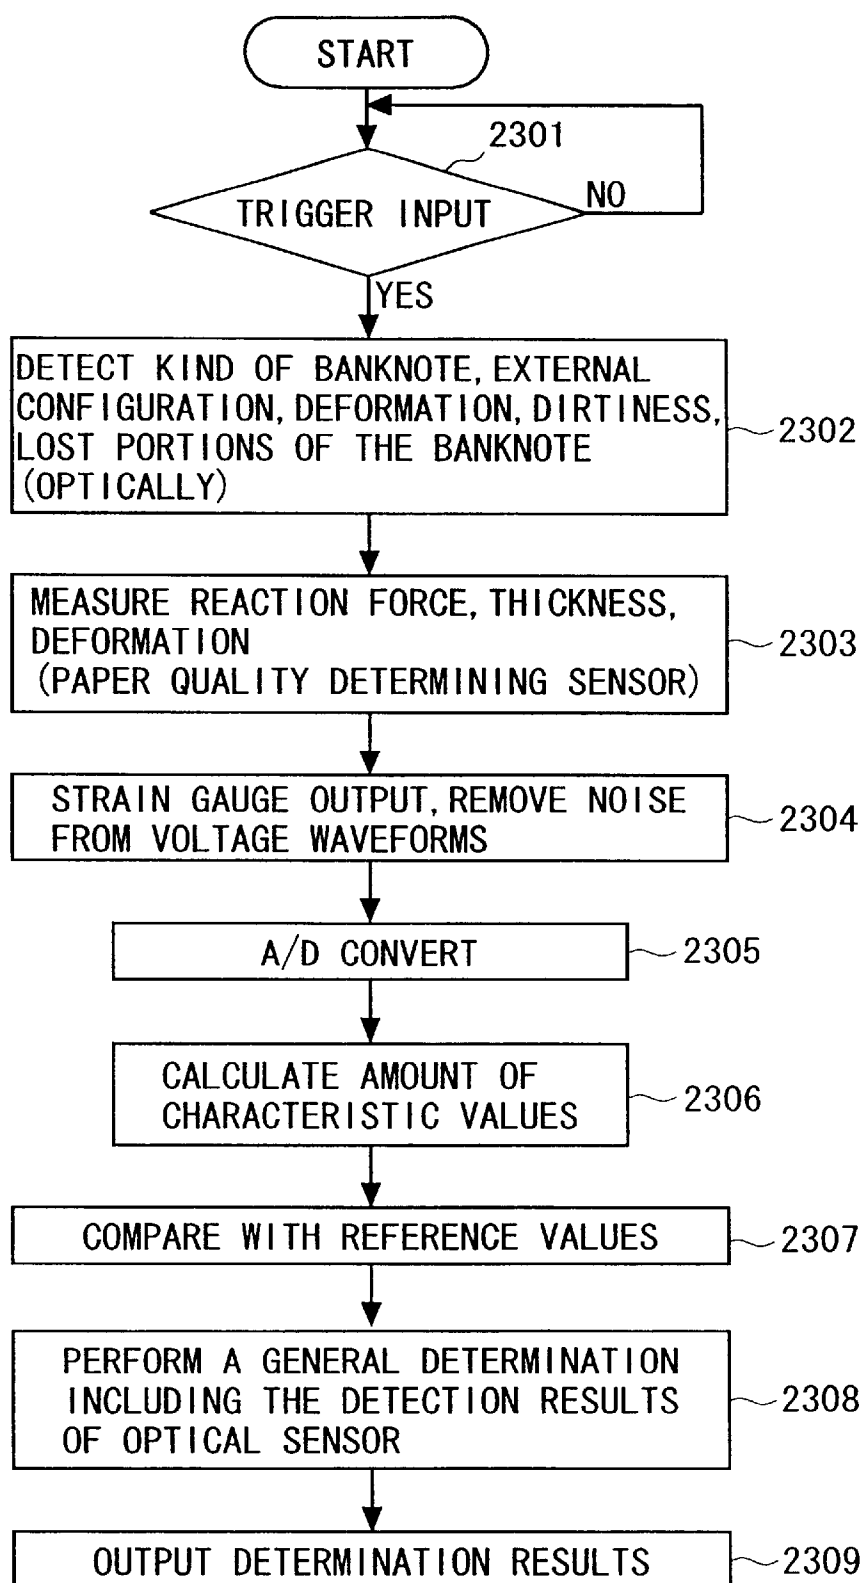 START
2301
TRIGGER INPUT
NO
YES
DETECT KIND OF BANKNOTE, EXTERNAL
CONFIGURATION, DEFORMATION, DIRTINESS,
LOST PORTIONS OF THE BANKNOTE
(OPTICALLY)
2302
MEASURE REACTION FORCE, THICKNESS,
DEFORMATION
(PAPER QUALITY DETERMINING SENSOR)
2303
STRAIN GAUGE OUTPUT, REMOVE NOISE
FROM VOLTAGE WAVEFORMS
2304
A/D CONVERT
2305
CALCULATE AMOUNT OF
CHARACTERISTIC VALUES
2306
COMPARE WITH REFERENCE VALUES
2307
PERFORM A GENERAL DETERMINATION
INCLUDING THE DETECTION RESULTS
OF OPTICAL SENSOR
2308
OUTPUT DETERMINATION RESULTS
2309